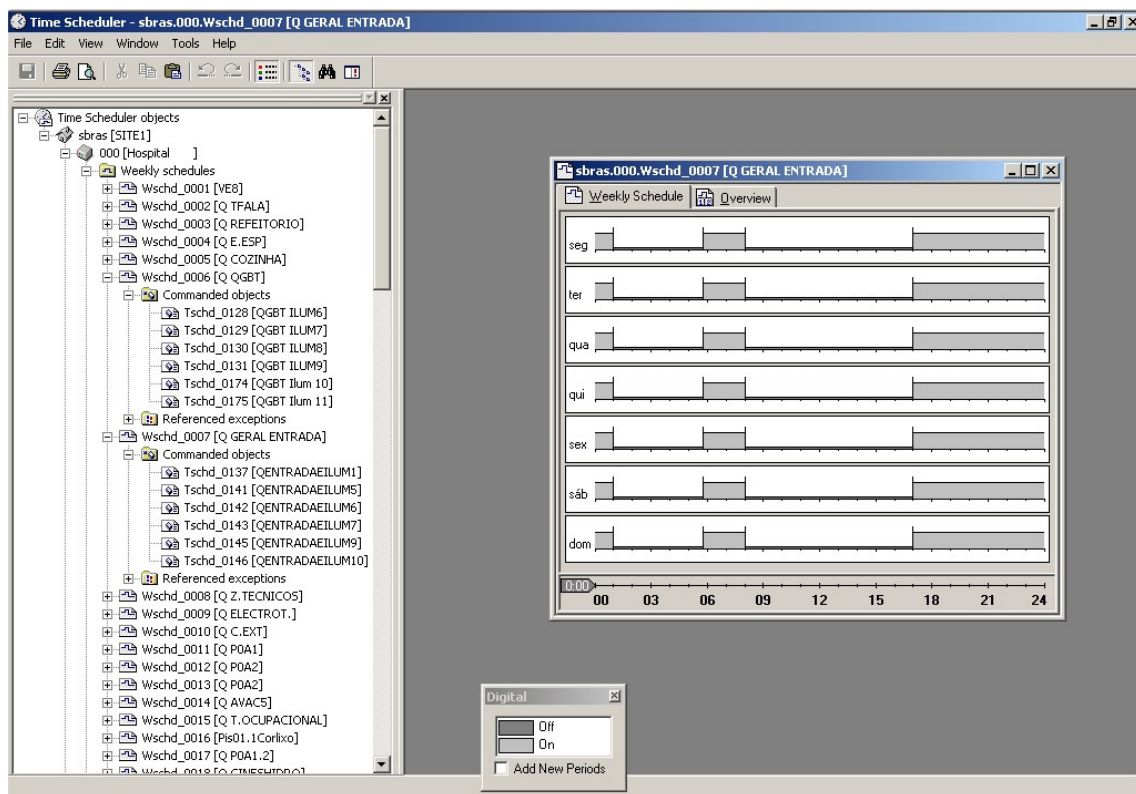 Time Scheduler - sbras.000.Wschd_0007 [Q GERAL ENTRADA]
File Edit View Window Tools Help
Time Scheduler objects
sbras [SITE1]
000 [Hospital ]
Weekly schedules
Wschd_0001 [VE8]
Wschd_0002 [Q TFALA]
Wschd_0003 [Q REFEITORIO]
Wschd_0004 [Q E.ESP]
Wschd_0005 [Q COZINHA]
Wschd_0006 [Q QGBT]
Commanded objects
Tschd_0128 [QGBT ILUM6]
Tschd_0129 [QGBT ILUM7]
Tschd_0130 [QGBT ILUM8]
Tschd_0131 [QGBT ILUM9]
Tschd_0174 [QGBT Ilum 10]
Tschd_0175 [QGBT Ilum 11]
Referenced exceptions
Wschd_0007 [Q GERAL ENTRADA]
Commanded objects
Tschd_0137 [QENTRADAEILUM1]
Tschd_0141 [QENTRADAEILUM5]
Tschd_0142 [QENTRADAEILUM6]
Tschd_0143 [QENTRADAEILUM7]
Tschd_0145 [QENTRADAEILUM9]
Tschd_0146 [QENTRADAEILUM10]
Referenced exceptions
Wschd_0008 [Q Z.TECNICOS]
Wschd_0009 [Q ELECTROT.]
Wschd_0010 [Q C.EXT]
Wschd_0011 [Q P0A1]
Wschd_0012 [Q P0A2]
Wschd_0013 [Q P0A2]
Wschd_0014 [Q AVAC5]
Wschd_0015 [Q T.OCUPACIONAL]
Wschd_0016 [Pis01.1Corlixo]
Wschd_0017 [Q P0A1.2]
Wschd_0018 [Q CINESHIDRO]
sbras.000.Wschd_0007 [Q GERAL ENTRADA]
Weekly Schedule Overview
seg
ter
qua
qui
sex
sáb
dom
0:00
00 03 06 09 12 15 18 21 24
Digital
Off
On
Add New Periods